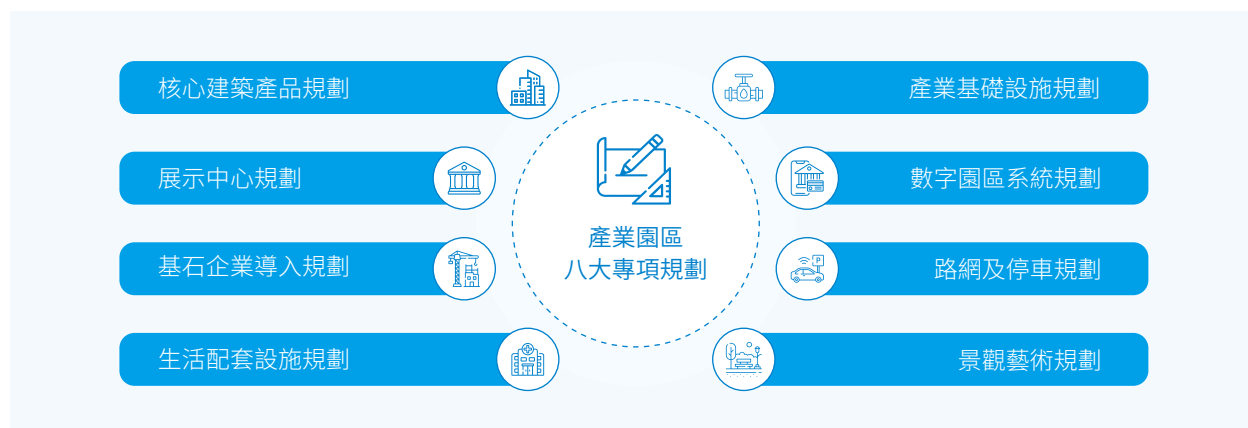 核心建築產品規劃
展示中心規劃
基石企業導入規劃
生活配套設施規劃
產業園區
八大專項規劃
產業基礎設施規劃
數字園區系統規劃
路網及停車規劃
P
景觀藝術規劃